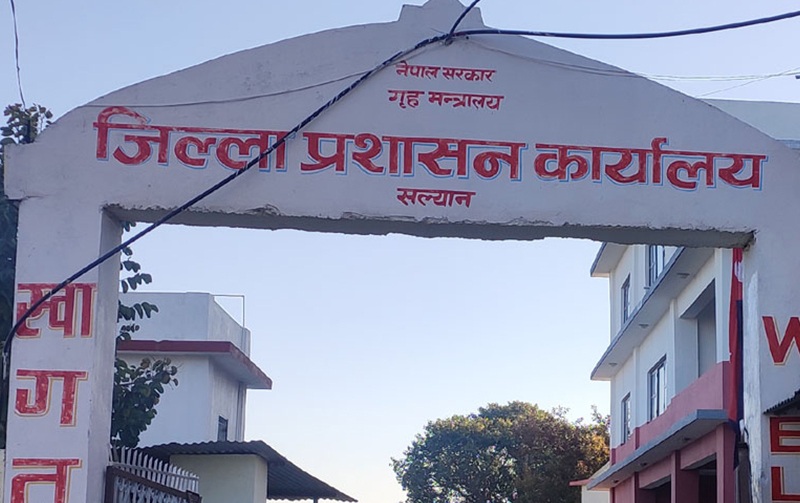 नेपाल सरकार
गृह मन्त्रालय
जिल्ला प्रशासन कार्यालय
सल्यान
स्वा
ग
त
W
E
L